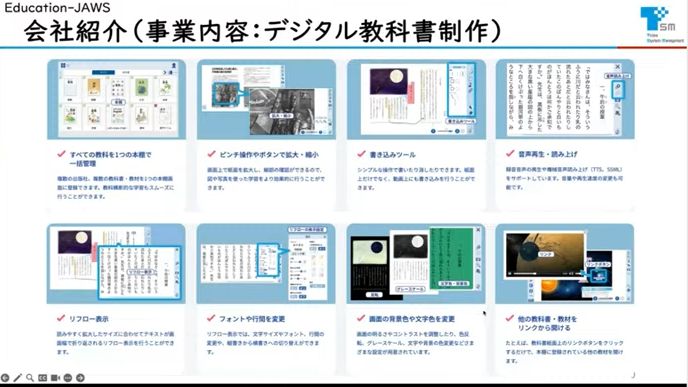 Education-JAWS
会社紹介（事業内容：デジタル教科書制作）
本棚
拡大・縮小
書き込みツール
音声読み上げ
すべての教科を1つの本棚で
一括管理
複数の出版社、複数の教科書・教材を1つの本棚画
面に登録できます。教科横断的な学習もスムーズに
行うことができます。
ピンチ操作やボタンで拡大・縮小
画面上で紙面を拡大し、細部の確認ができるので、
図や写真を使った学習をより効果的に行うことができ
ます。
書き込みツール
シンプルな操作で書いたり消したりできます。紙面
上だけでなく、動画上にも書き込みを行うことができ
ます。
音声再生・読み上げ
録音音声の再生や機械音声読み上げ（TTS、SSML）
をサポートしています。音量や再生速度の変更も可
能です。
リフロー表示
リフローの表示設定
反転
グレースケール
文字色・背景色
リンク
リンクボタン
リフロー表示
読みやすく拡大したサイズに合わせてテキストが画
面幅で折り返されるリフロー表示を行うことができ
ます。
フォントや行間を変更
リフロー表示では、文字サイズやフォント、行間の
変更や、縦書きから横書きへの切り替えができま
す。
画面の背景色や文字色を変更
画面の明るさやコントラストを調整したり、色反
転、グレースケール、文字や背景の色変更などさま
ざまな設定が用意されています。
他の教科書・教材を
リンクから開ける
たとえば、教科書紙面上のリンクボタンをクリック
するだけで、本棚に登録されている他の教材を開け
ます。